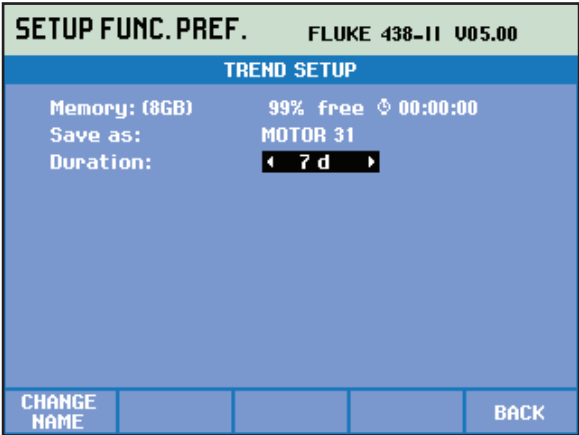 SETUP FUNC. PREF. FLUKE 438-II V05.00
TREND SETUP
Memory: (8GB) 99% free 00:00:00
Save as: MOTOR 31
Duration: 7 d
CHANGE NAME BACK